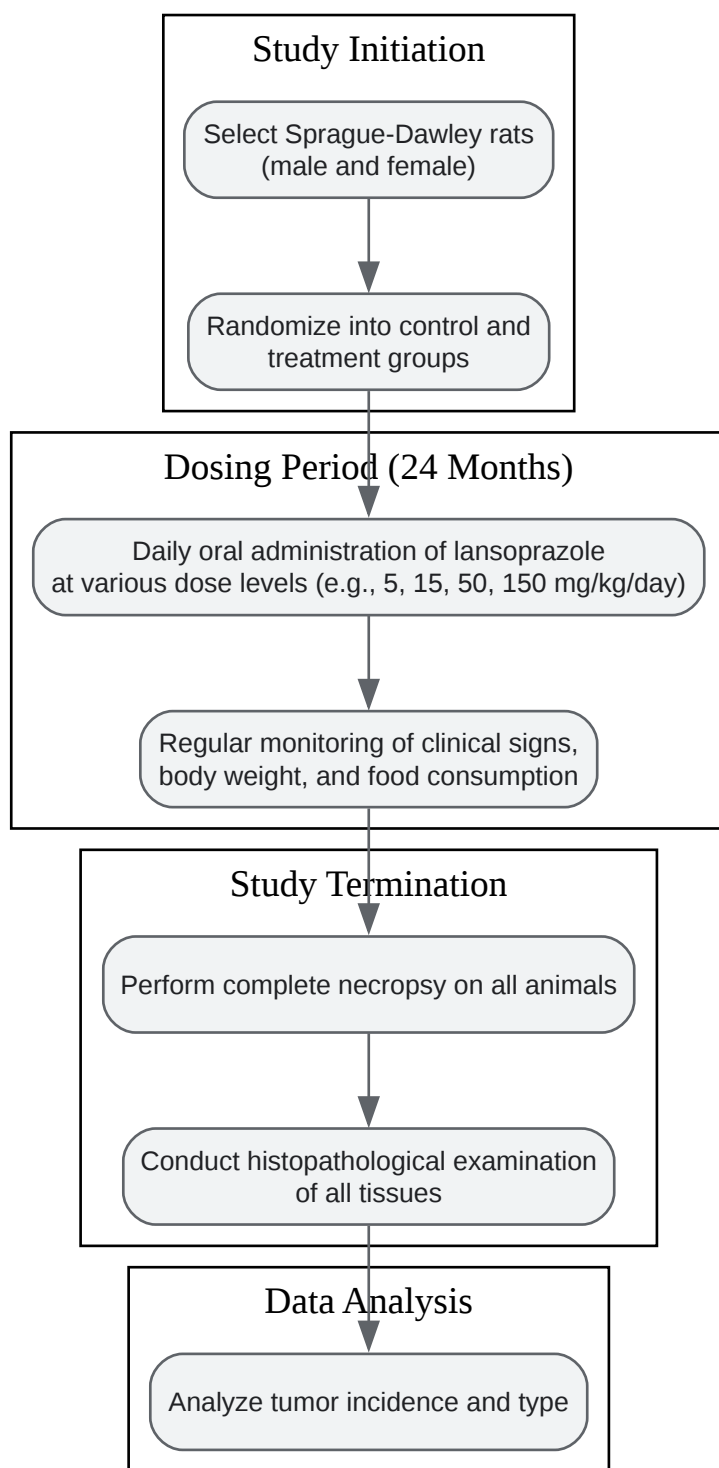 Study Initiation
Select Sprague-Dawley rats
(male and female)
Randomize into control and
treatment groups
Dosing Period (24 Months)
Daily oral administration of lansoprazole
at various dose levels (e.g., 5, 15, 50, 150 mg/kg/day)
Regular monitoring of clinical signs,
body weight, and food consumption
Study Termination
Perform complete necropsy on all animals
Conduct histopathological examination
of all tissues
Data Analysis
Analyze tumor incidence and type